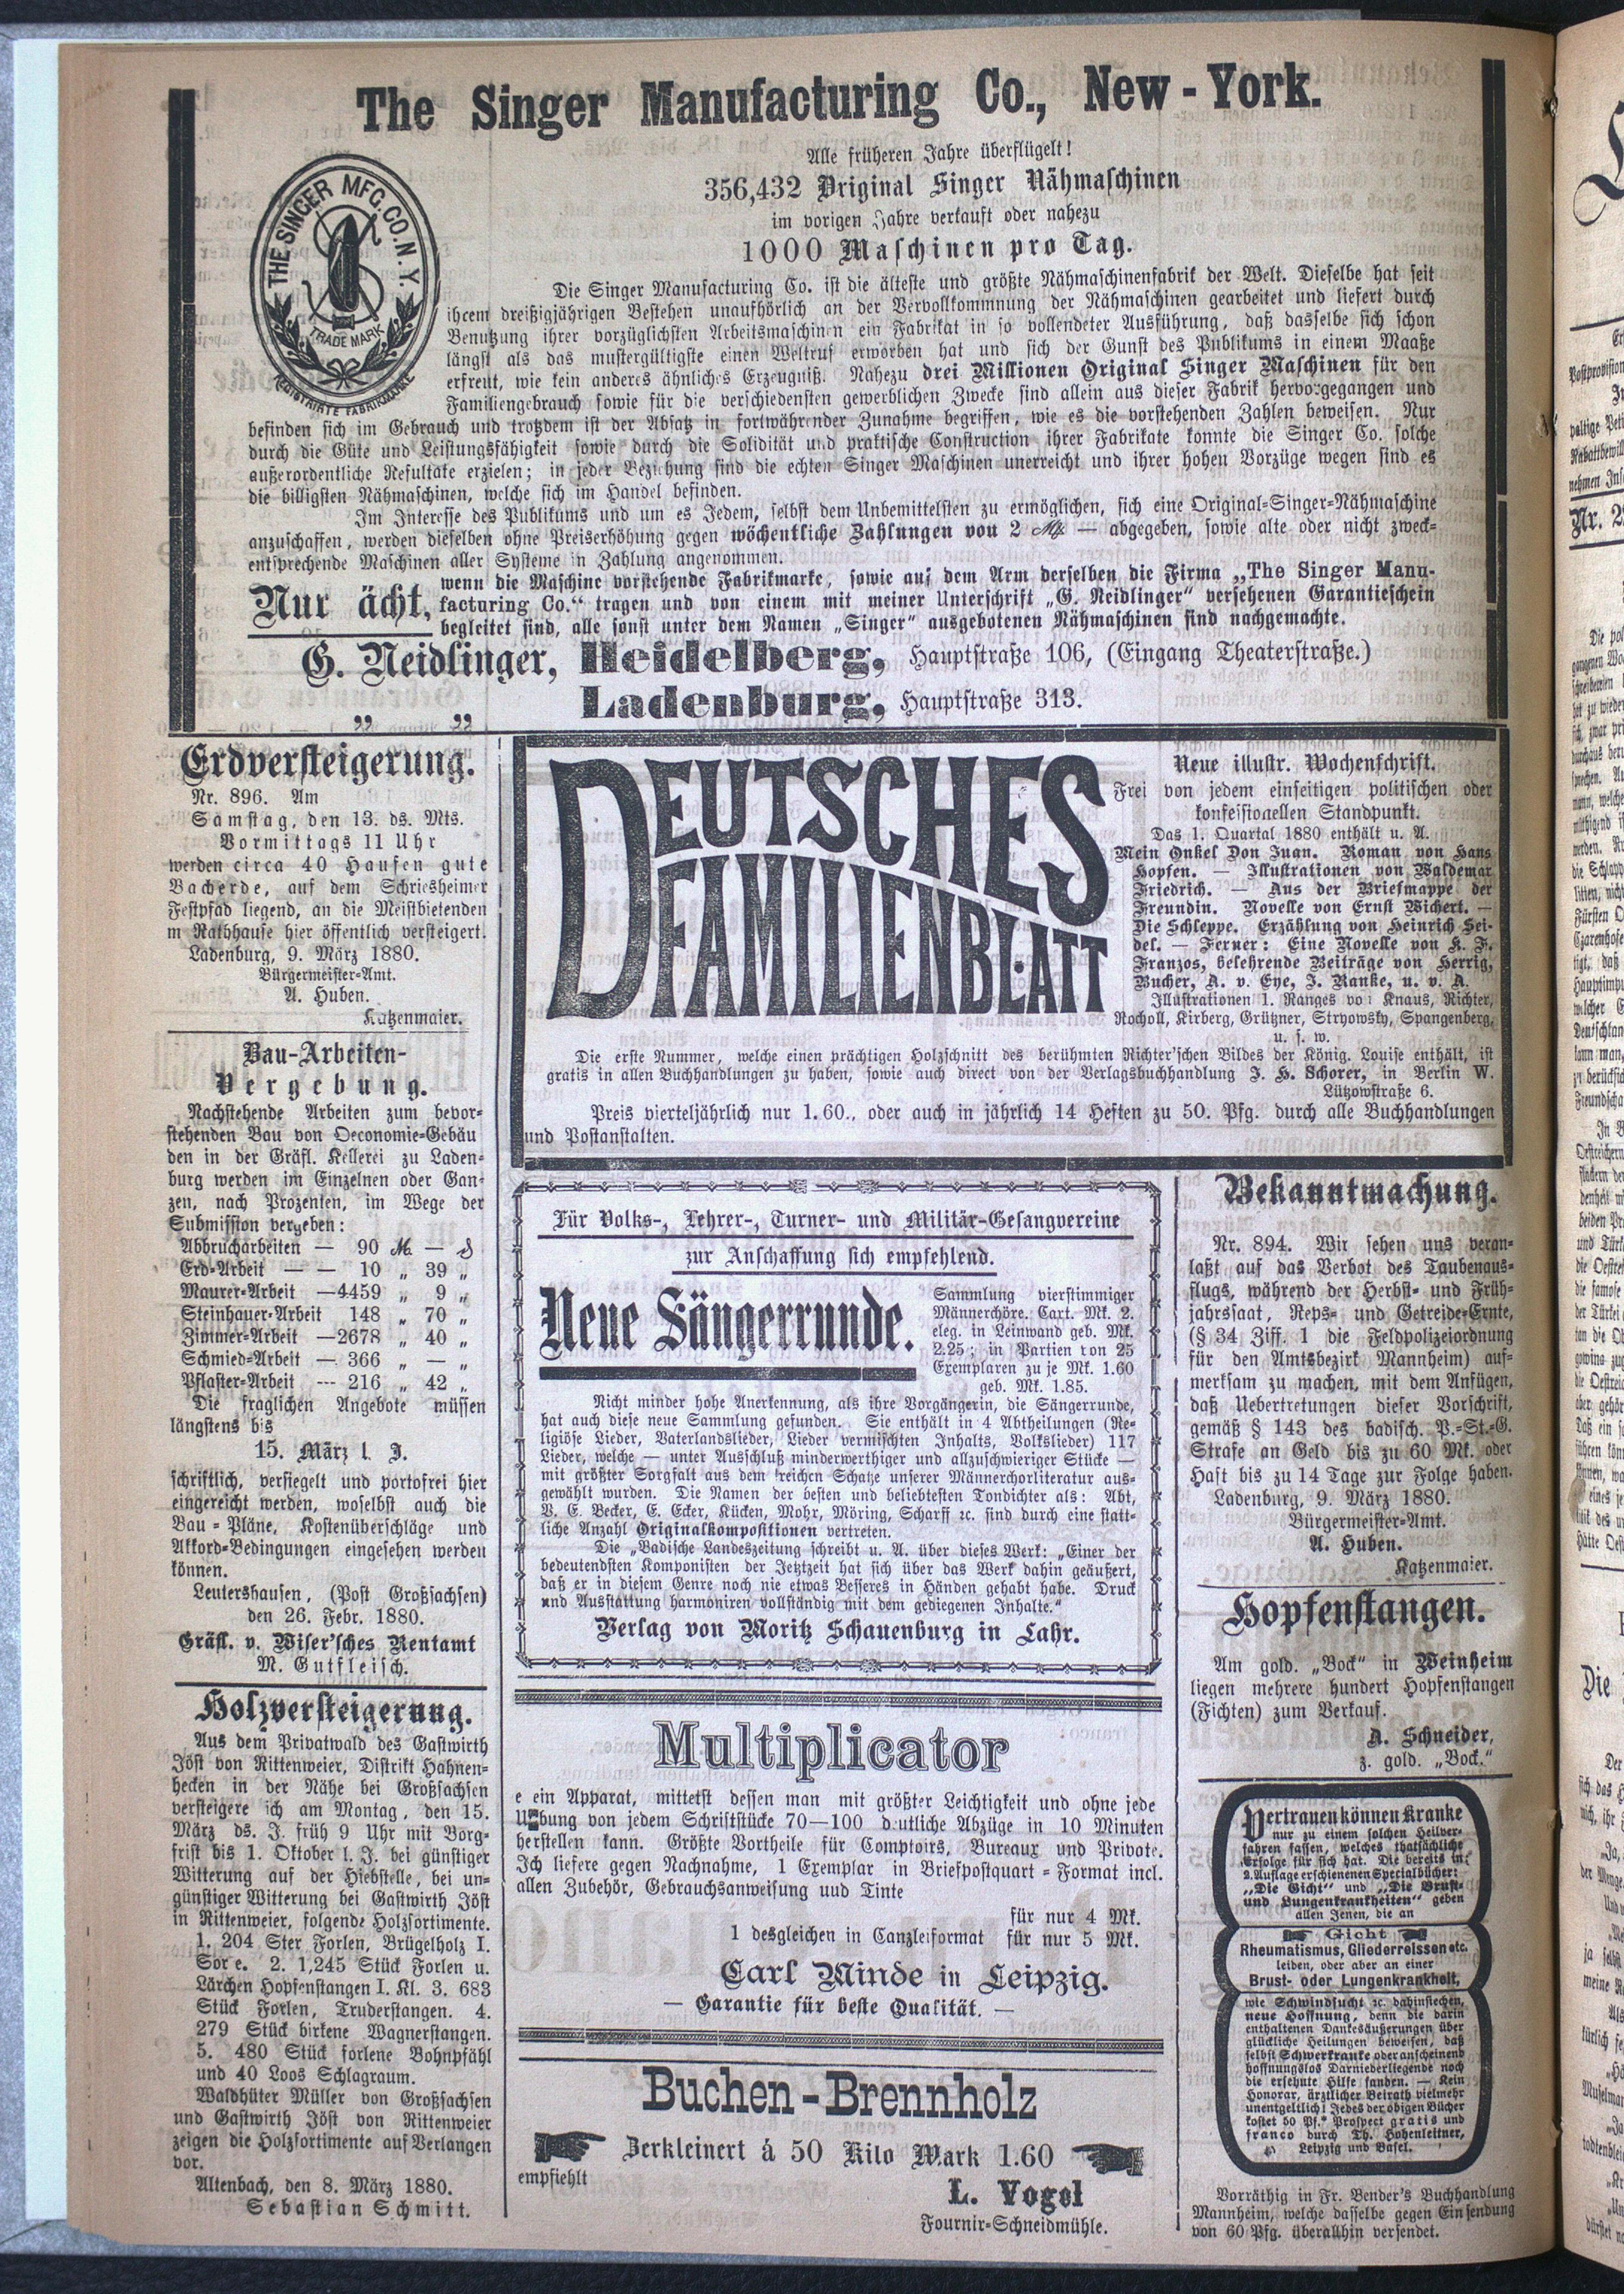 The Singer Manufacturing Co., New-York.
THE SINGER MFG. CO. N. Y.
TRADE MARK
REGISTRIRTE FABRIKMARKE
Alle früheren Jahre überflügelt!
356,432 Original Singer Nähmaschinen
im vorigen Jahre verkauft oder nahezu
1000 Maschinen pro Tag.
Die Singer Manufacturing Co. ist die älteste und größte Nähmaschinenfabrik der Welt. Dieselbe hat seit
ihrem dreißigjährigen Bestehen unaufhörlich an der Vervollkommnung der Nähmaschinen gearbeitet und liefert durch
Benutzung ihrer vorzüglichsten Arbeitsmaschinen ein Fabrikat in so vollendeter Ausführung, daß dasselbe sich schon
längst als das mustergültigste einen Weltruf erworben hat und sich der Gunst des Publikums in einem Maaße
erfreut, wie kein anderes ähnliches Erzeugniß. Nahezu drei Millionen Original Singer Maschinen für den
Familiengebrauch sowie für die verschiedensten gewerblichen Zwecke sind allein aus dieser Fabrik hervorgegangen und
befinden sich im Gebrauch und trotzdem ist der Absatz in fortwährender Zunahme begriffen, wie es die vorstehenden Zahlen beweisen. Nur
durch die Güte und Leistungsfähigkeit sowie durch die Solidität und praktische Construction ihrer Fabrikate konnte die Singer Co. solche
außerordentliche Resultate erzielen; in jeder Beziehung sind die echten Singer Maschinen unerreicht und ihrer hohen Vorzüge wegen sind es
die billigsten Nähmaschinen, welche sich im Handel befinden.
Im Interesse des Publikums und um es Jedem, selbst dem Unbemitteltsten zu ermöglichen, sich eine Original-Singer-Nähmaschine
anzuschaffen, werden dieselben ohne Preiserhöhung gegen wöchentliche Zahlungen von 2 Mk. — abgegeben, sowie alte oder nicht zweck-
entsprechende Maschinen aller Systeme in Zahlung angenommen.
Nur ächt, wenn die Maschine vorstehende Fabrikmarke, sowie auf dem Arm derselben die Firma „The Singer Manu-
facturing Co.“ tragen und von einem mit meiner Unterschrift „G. Neidlinger“ versehenen Garantieschein
begleitet sind, alle sonst unter dem Namen „Singer“ ausgebotenen Nähmaschinen sind nachgemachte.
G. Neidlinger, Heidelberg, Hauptstraße 106, (Eingang Theaterstraße.)
„ „ Ladenburg, Hauptstraße 313.
Erdversteigerung.
Nr. 896. Am
Samstag, den 13. ds. Mts.
Vormittags 11 Uhr
werden circa 40 Haufen gute
Bacherde, auf dem Schriesheimer
Festpfad liegend, an die Meistbietenden
m Rathhause hier öffentlich versteigert.
Ladenburg, 9. März 1880.
Bürgermeister-Amt.
A. Huben.
Katzenmaier.
Bau-Arbeiten-
Vergebung.
Nachstehende Arbeiten zum bevor-
stehenden Bau von Oeconomie-Gebäu
den in der Gräfl. Kellerei zu Laden-
burg werden im Einzelnen oder Gan-
zen, nach Prozenten, im Wege der
Submission vergeben:
Abbrucharbeiten — 90 M. — ₰
Erd-Arbeit — — 10 „ 39 „
Maurer-Arbeit —4459 „ 9 „
Steinhauer-Arbeit 148 „ 70 „
Zimmer-Arbeit —2678 „ 40 „
Schmied-Arbeit — 366 „ — „
Pflaster-Arbeit --- 216 „ 42 „
Die fraglichen Angebote müssen
längstens bis
15. März l. J.
schriftlich, versiegelt und portofrei hier
eingereicht werden, woselbst auch die
Bau-Pläne, Kostenüberschläge und
Akkord-Bedingungen eingesehen werden
können.
Leutershausen, (Post Großsachsen)
den 26. Febr. 1880.
Gräfl. v. Wiser'sches Rentamt
M. Gutfleisch.
Holzversteigerung.
Aus dem Privatwald des Gastwirth
Jöst von Rittenweier, Distrikt Hahnen-
hecken in der Nähe bei Großsachsen
versteigere ich am Montag, den 15.
März ds. J. früh 9 Uhr mit Borg-
frist bis 1. Oktober l. J. bei günstiger
Witterung auf der Hiebstelle, bei un-
günstiger Witterung bei Gastwirth Jöst
in Rittenweier, folgende Holzsortimente.
1. 204 Ster Forlen, Brügelholz I.
Sor e. 2. 1,245 Stück Forlen u.
Lärchen Hopfenstangen I. Kl. 3. 683
Stück Forlen, Truderstangen. 4.
279 Stück birkene Wagnerstangen.
5. 480 Stück forlene Bohnpfähl
und 40 Loos Schlagraum.
Waldhüter Müller von Großsachsen
und Gastwirth Jöst von Rittenweier
zeigen die Holzsortimente auf Verlangen
vor.
Altenbach, den 8. März 1880.
Sebastian Schmitt.
DEUTSCHES
FAMILIENBLATT
Neue illustr. Wochenschrift.
Frei von jedem einseitigen politischen oder
konfessionellen Standpunkt.
Das 1. Quartal 1880 enthält u. A.
Mein Onkel Don Juan. Roman von Hans
Hopfen. — Illustrationen von Waldemar
Friedrich. — Aus der Briefmappe der
Freundin. Novelle von Ernst Wichert. —
Die Schleppe. Erzählung von Heinrich Sei-
del. — Ferner: Eine Novelle von K. F.
Franzos, belehrende Beiträge von Herrig,
Bucher, A. v. Eye, J. Ranke, u. v. A.
Illustrationen 1. Ranges von Knaus, Richter,
Rocholl, Kirberg, Grützner, Stryowsky, Spangenberg,
u. s. w.
Die erste Nummer, welche einen prächtigen Holzschnitt des berühmten Richter'schen Bildes der König. Louise enthält, ist
gratis in allen Buchhandlungen zu haben, sowie auch direct von der Verlagsbuchhandlung J. H. Schorer, in Berlin W.
Lützowstraße 6.
Preis vierteljährlich nur 1.60., oder auch in jährlich 14 Heften zu 50. Pfg. durch alle Buchhandlungen
und Postanstalten.
Für Volks-, Lehrer-, Turner- und Militär-Gesangvereine
zur Anschaffung sich empfehlend.
Neue Sängerrunde.
Sammlung vierstimmiger
Männerchöre. Cart. Mk. 2.
eleg. in Leinwand geb. Mk.
2.25; in Partien von 25
Exemplaren zu je Mk. 1.60
geb. Mk. 1.85.
Nicht minder hohe Anerkennung, als ihre Vorgängerin, die Sängerrunde,
hat auch diese neue Sammlung gefunden. Sie enthält in 4 Abtheilungen (Re-
ligiöse Lieder, Vaterlandslieder, Lieder vermischten Inhalts, Volkslieder) 117
Lieder, welche — unter Ausschluß minderwerthiger und allzuschwieriger Stücke —
mit größter Sorgfalt aus dem reichen Schatze unserer Männerchorliteratur aus-
gewählt wurden. Die Namen der besten und beliebtesten Tondichter als: Abt,
V. E. Becker, E. Ecker, Kücken, Mohr, Möring, Scharff ꝛc. sind durch eine statt-
liche Anzahl Originalkompositionen vertreten.
Die „Badische Landeszeitung schreibt u. A. über dieses Werk: „Einer der
bedeutendsten Komponisten der Jetztzeit hat sich über das Werk dahin geäußert,
daß er in diesem Genre noch nie etwas Besseres in Händen gehabt habe. Druck
und Ausstattung harmoniren vollständig mit dem gediegenen Inhalte.“
Verlag von Moritz Schauenburg in Lahr.
Multiplicator
e ein Apparat, mittetst dessen man mit größter Leichtigkeit und ohne jede
Uebung von jedem Schriftstücke 70—100 deutliche Abzüge in 10 Minuten
herstellen kann. Größte Vortheile für Comptoirs, Bureaux und Private.
Ich liefere gegen Nachnahme, 1 Exemplar in Briefpostquart-Format incl.
allen Zubehör, Gebrauchsanweisung und Tinte
für nur 4 Mk.
1 desgleichen in Canzleiformat für nur 5 Mk.
Carl Minde in Leipzig.
— Garantie für beste Qualität. —
Buchen-Brennholz
Zerkleinert á 50 Kilo Mark 1.60
empfiehlt
L. Vogel
Fournir-Schneidmühle.
Bekanntmachung.
Nr. 894. Wir sehen uns veran-
laßt auf das Verbot des Taubenaus-
flugs, während der Herbst- und Früh-
jahrssaat, Reps- und Getreide-Ernte,
(§ 34 Ziff. 1 die Feldpolizeiordnung
für den Amtsbezirk Mannheim) auf-
merksam zu machen, mit dem Anfügen,
daß Uebertretungen dieser Vorschrift,
gemäß § 143 des badisch. P.-St.-G.
Strafe an Geld bis zu 60 Mk. oder
Haft bis zu 14 Tage zur Folge haben.
Ladenburg, 9. März 1880.
Bürgermeister-Amt.
A. Huben.
Katzenmaier.
Hopfenstangen.
Am gold. „Bock“ in Weinheim
liegen mehrere hundert Hopfenstangen
(Fichten) zum Verkauf.
A. Schneider,
z. gold. „Bock.“
Vertrauen können Kranke
nur zu einem solchen Heilver-
fahren fassen, welches thatsächliche
Erfolge für sich hat. Die bereits in
2. Auflage erschienenen Specialbücher:
„Die Gicht“ und „Die Brust-
und Lungenkrankheiten“ geben
allen Jenen, die an
Gicht
Rheumatismus, Gliederreissen etc.
leiden, oder aber an einer
Brust- oder Lungenkrankheit,
wie Schwindsucht ꝛc. dahinsiechen,
neue Hoffnung, denn die darin
enthaltenen Dankesäußerungen über
glückliche Heilungen beweisen, daß
selbst Schwerkranke oder anscheinend
hoffnungslos Darniederliegende noch
die ersehnte Hilfe fanden. — Kein
Honorar, ärztlicher Beirath vielmehr
unentgeltlich! Jedes der obigen Bücher
kostet 50 Pf. Prospect gratis und
franco durch Th. Hohenleitner,
Leipzig und Basel.
Vorräthig in Fr. Bender's Buchhandlung
Mannheim, welche dasselbe gegen Einsendung
von 60 Pfg. überallhin versendet.